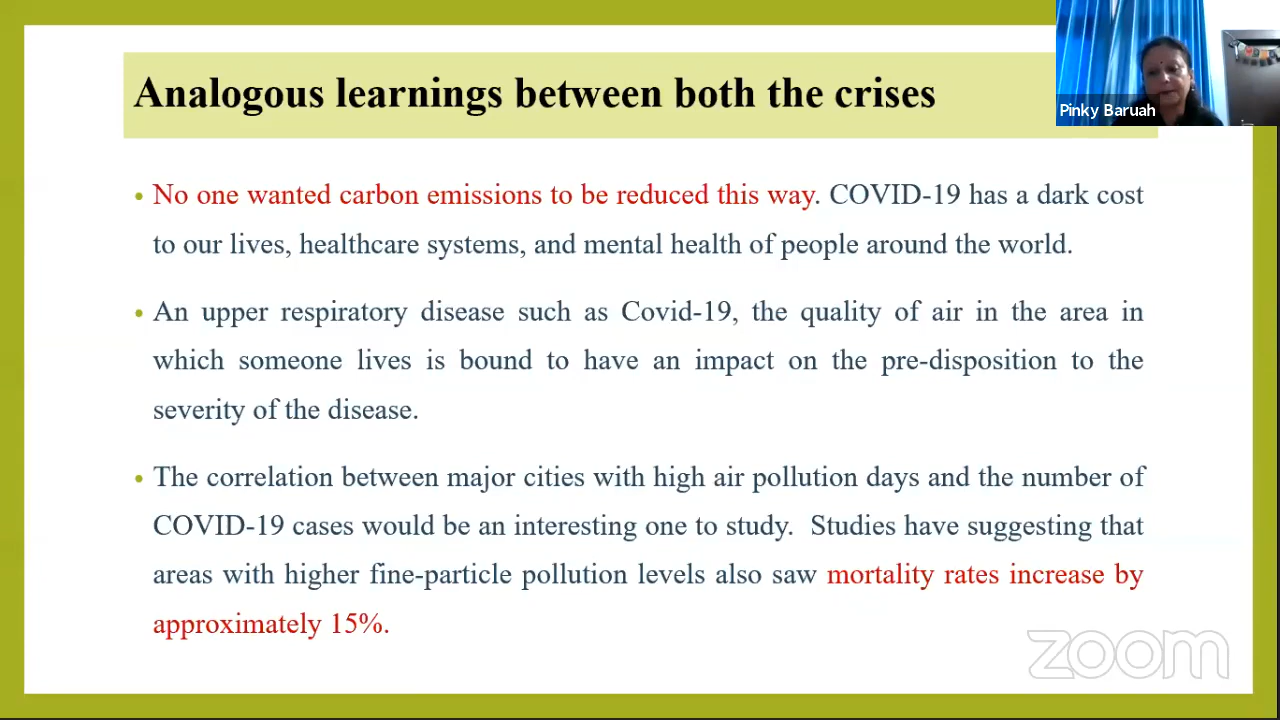 Analogous learnings between both the crises
Pinky Baruah
• No one wanted carbon emissions to be reduced this way. COVID-19 has a dark cost
to our lives, healthcare systems, and mental health of people around the world.
• An upper respiratory disease such as Covid-19, the quality of air in the area in
which someone lives is bound to have an impact on the pre-disposition to the
severity of the disease.
• The correlation between major cities with high air pollution days and the number of
COVID-19 cases would be an interesting one to study. Studies have suggesting that
areas with higher fine-particle pollution levels also saw mortality rates increase by
approximately 15%.
zoom